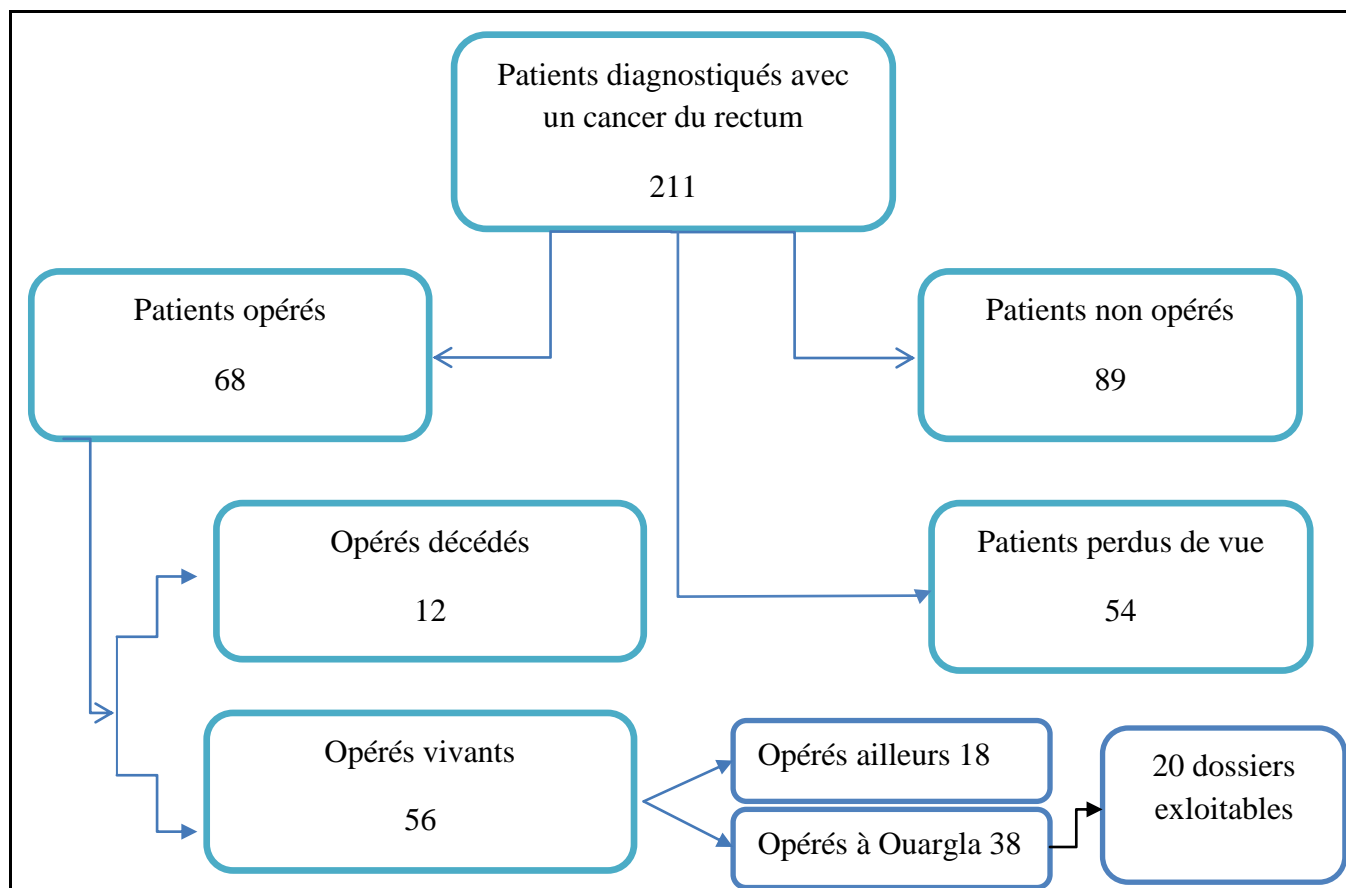 Patients diagnostiqués avec
un cancer du rectum
211
Patients opérés
68
Patients non opérés
89
Opérés décédés
12
Patients perdus de vue
54
Opérés vivants
56
Opérés ailleurs 18
Opérés à Ouargla 38
20 dossiers
exloitables